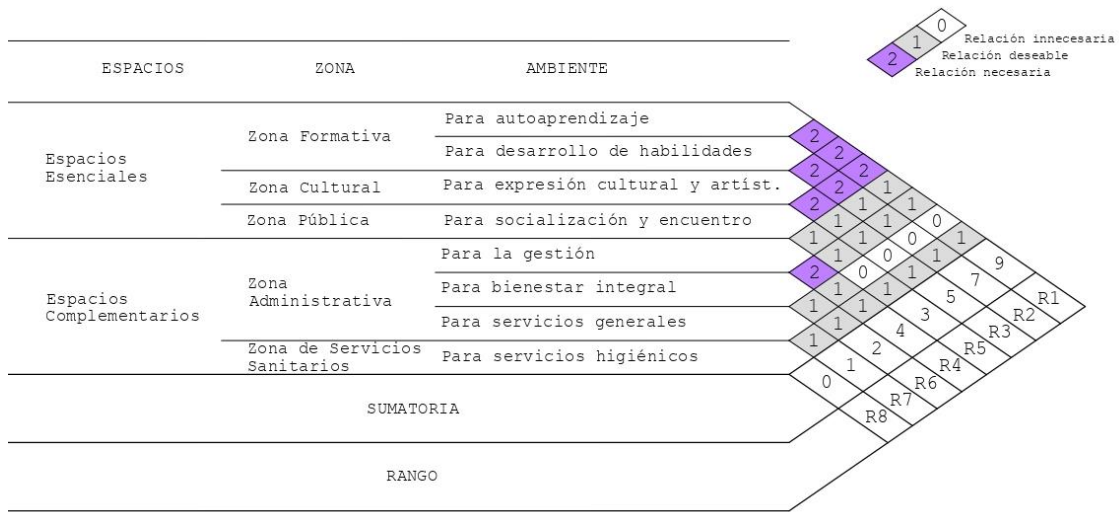 0 Relación innecesaria
1 Relación deseable
2 Relación necesaria
ESPACIOS ZONA AMBIENTE
Espacios
Esenciales
Zona Formativa
Para autoaprendizaje
Para desarrollo de habilidades
Zona Cultural
Para expresión cultural y artíst.
Zona Pública
Para socialización y encuentro
Espacios
Complementarios
Zona
Administrativa
Para la gestión
Para bienestar integral
Para servicios generales
Zona de Servicios
Sanitarios
Para servicios higiénicos
SUMATORIA
RANGO
2 2 2 1 1 0 1 9 R1
2 2 1 1 0 1 7 R2
2 1 1 0 1 5 R3
1 1 0 1 3 R5
2 1 1 4 R4
1 1 2 R6
1 1 R7
0 R8